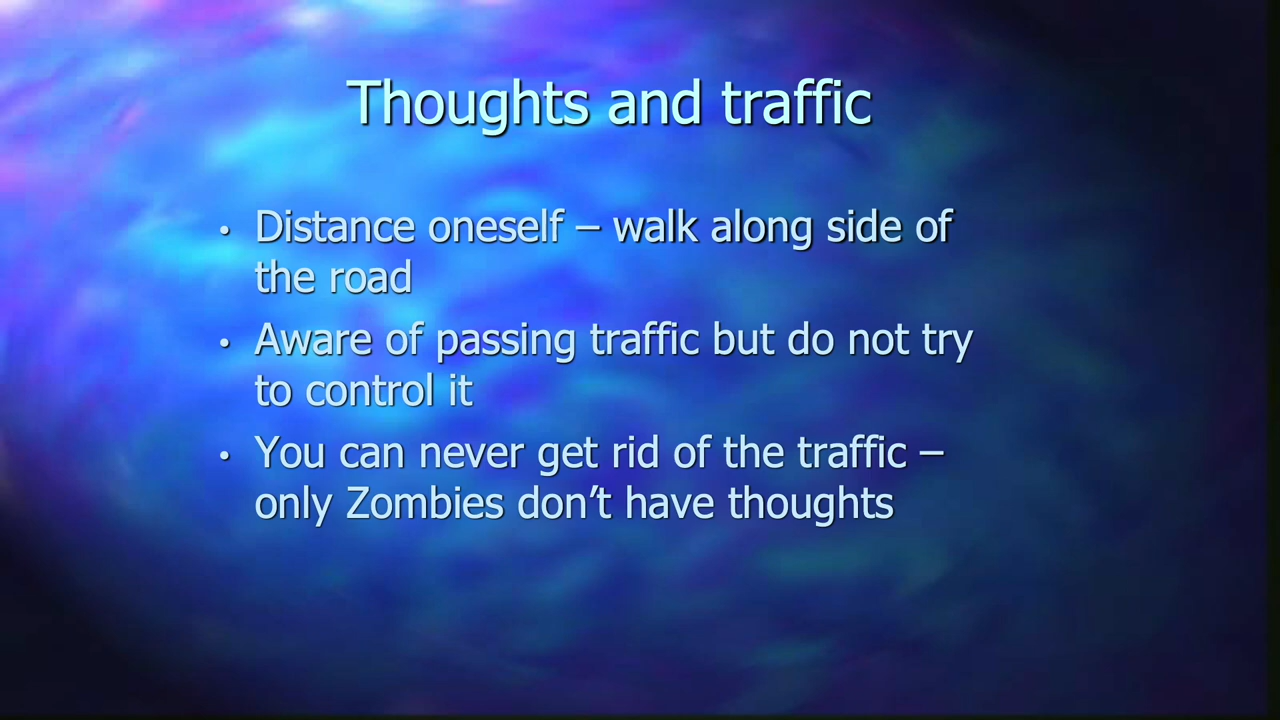 Thoughts and traffic
• Distance oneself – walk along side of
the road
• Aware of passing traffic but do not try
to control it
• You can never get rid of the traffic –
only Zombies don’t have thoughts